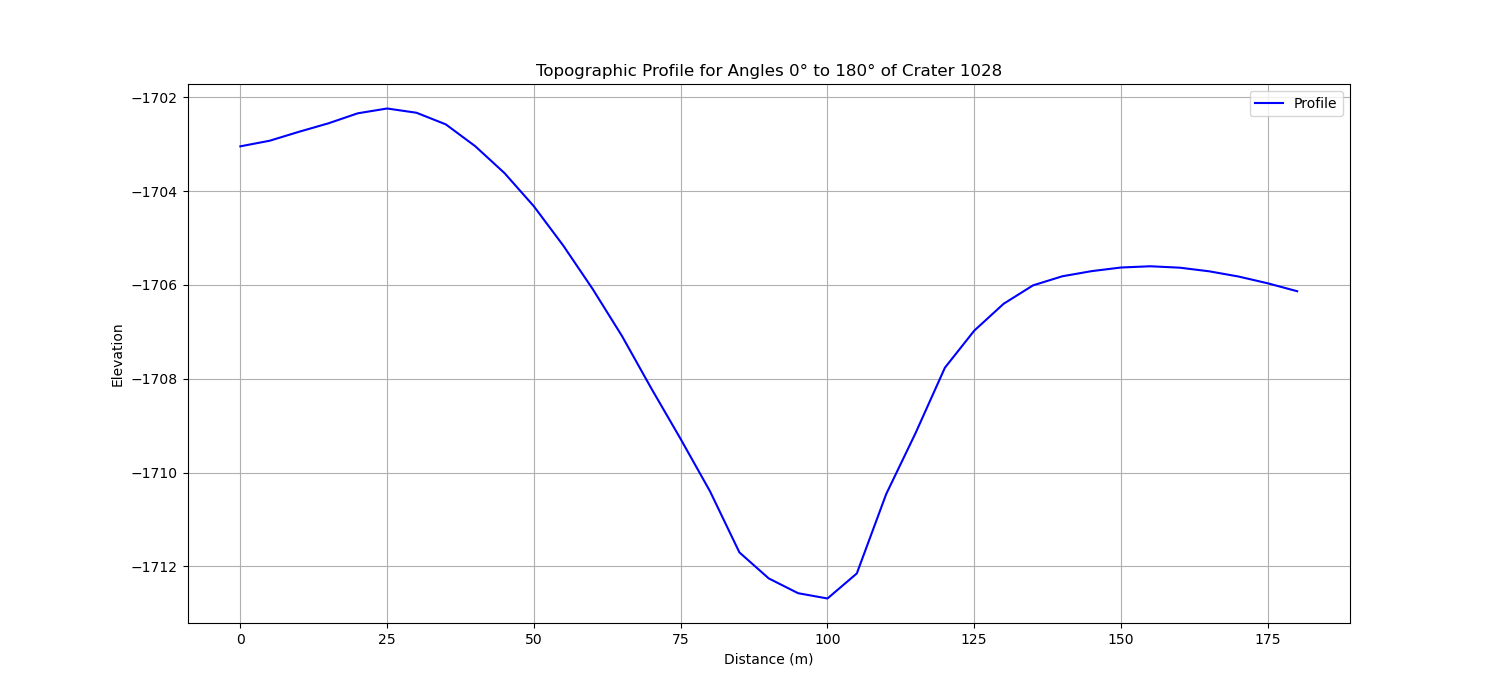 Topographic Profile for Angles 0° to 180° of Crater 1028
Profile
−1702
−1704
−1706
−1708
−1710
−1712
Elevation
0 25 50 75 100 125 150 175
Distance (m)